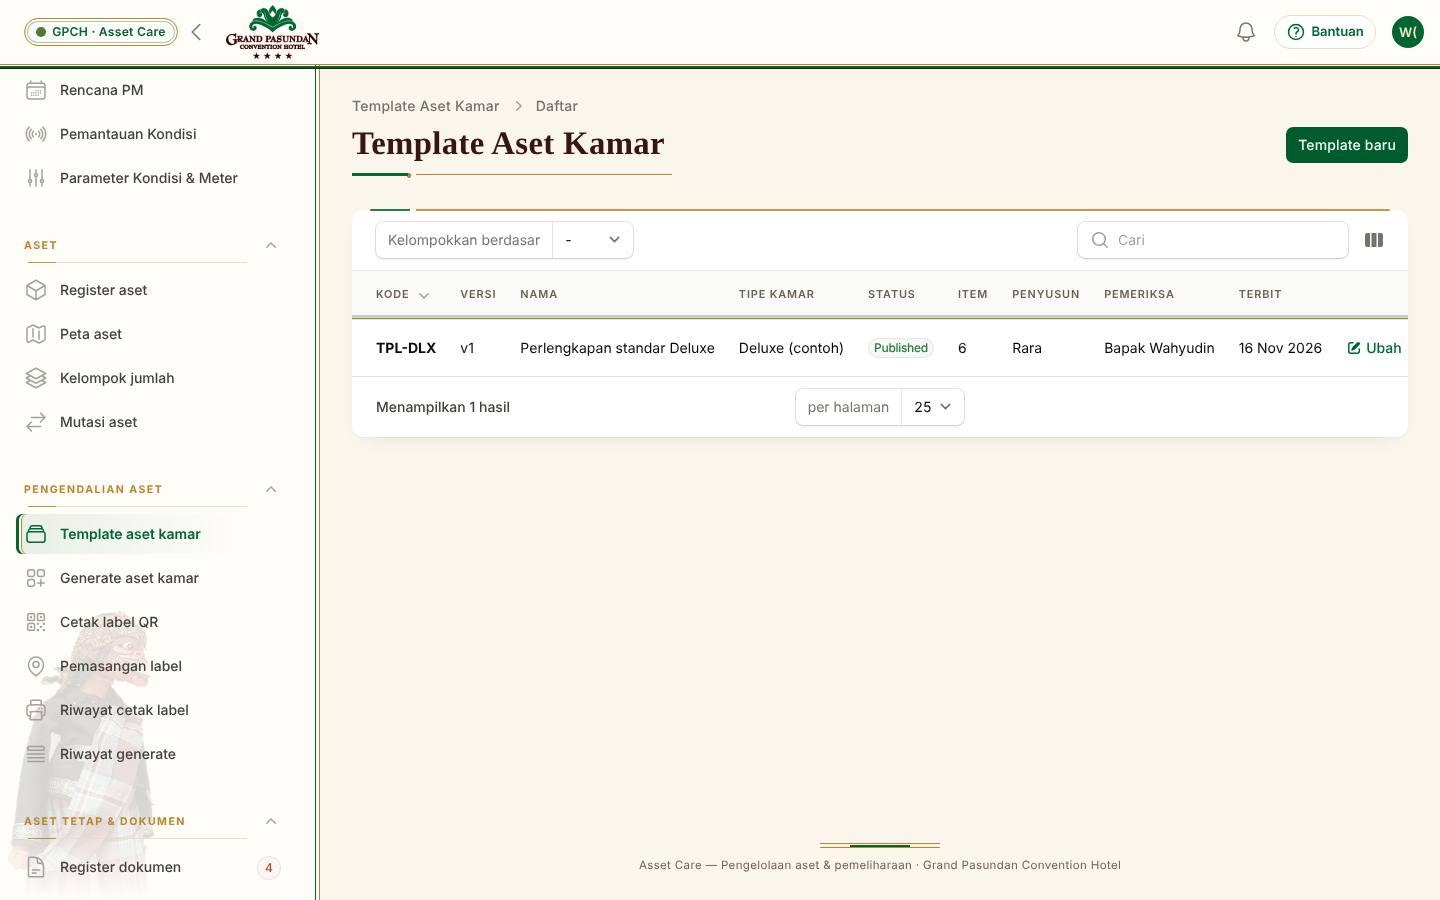 GPCH · Asset Care
GRAND PASUNDAN
CONVENTION HOTEL
Bantuan
W(
Rencana PM
Pemantauan Kondisi
Parameter Kondisi & Meter
ASET
Register aset
Peta aset
Kelompok jumlah
Mutasi aset
PENGENDALIAN ASET
Template aset kamar
Generate aset kamar
Cetak label QR
Pemasangan label
Riwayat cetak label
Riwayat generate
ASET TETAP & DOKUMEN
Register dokumen 4
Template Aset Kamar > Daftar
Template Aset Kamar
Template baru
Kelompokkan berdasar -
Cari
KODE VERSI NAMA TIPE KAMAR STATUS ITEM PENYUSUN PEMERIKSA TERBIT
TPL-DLX v1 Perlengkapan standar Deluxe Deluxe (contoh) Published 6 Rara Bapak Wahyudin 16 Nov 2026 Ubah
Menampilkan 1 hasil per halaman 25
Asset Care — Pengelolaan aset & pemeliharaan · Grand Pasundan Convention Hotel